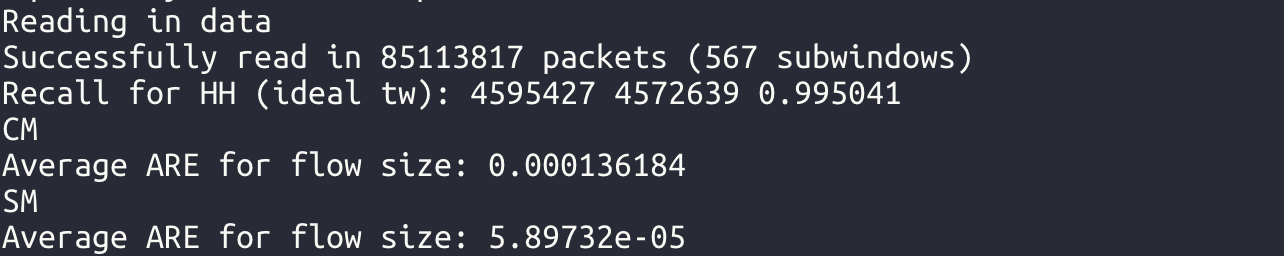 Reading in data
Successfully read in 85113817 packets (567 subwindows)
Recall for HH (ideal tw): 4595427 4572639 0.995041
CM
Average ARE for flow size: 0.000136184
SM
Average ARE for flow size: 5.89732e-05